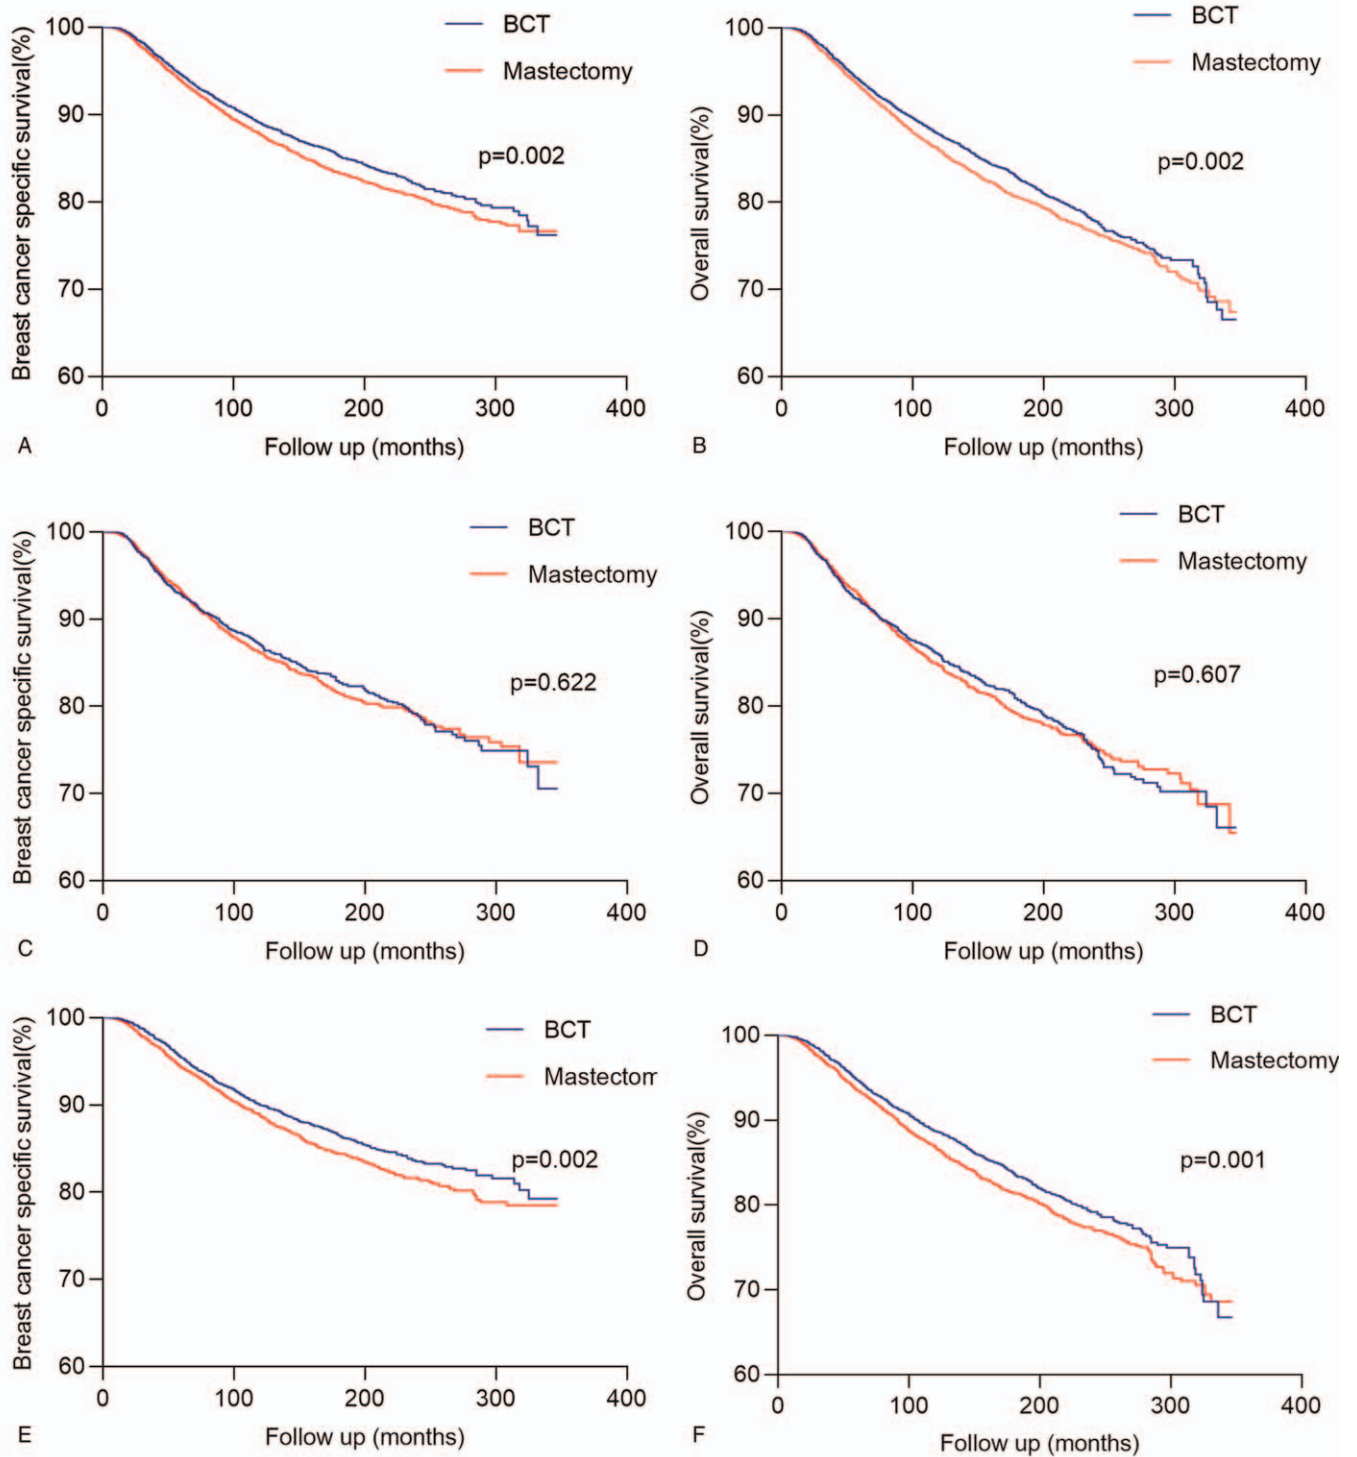 BCT
Mastectomy
p=0.002
Breast cancer specific survival(%)
100
90
80
70
60
0 100 200 300 400
Follow up (months)
A
BCT
Mastectomy
p=0.002
Overall survival(%)
100
90
80
70
60
0 100 200 300 400
Follow up (months)
B
BCT
Mastectomy
p=0.622
Breast cancer specific survival(%)
100
90
80
70
60
0 100 200 300 400
Follow up (months)
C
BCT
Mastectomy
p=0.607
Overall survival(%)
100
90
80
70
60
0 100 200 300 400
Follow up (months)
D
BCT
Mastectom
p=0.002
Breast cancer specific survival(%)
100
90
80
70
60
0 100 200 300 400
Follow up (months)
E
BCT
Mastectomy
p=0.001
Overall survival(%)
100
90
80
70
60
0 100 200 300 400
Follow up (months)
F